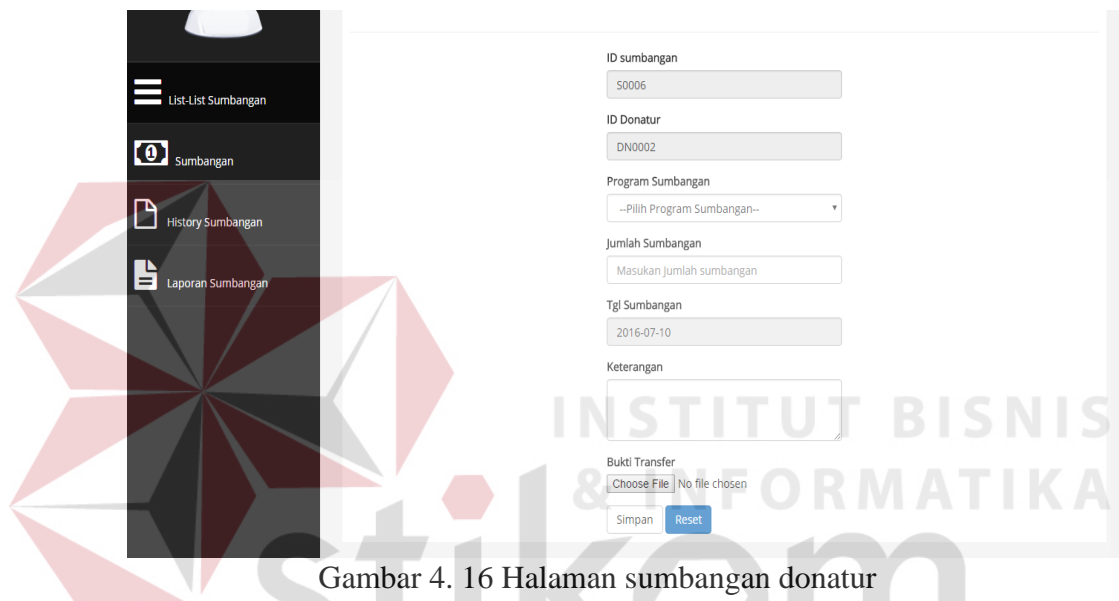 List-List Sumbangan
Sumbangan
History Sumbangan
Laporan Sumbangan
ID sumbangan
S0006
ID Donatur
DN0002
Program Sumbangan
--Pilih Program Sumbangan--
Jumlah Sumbangan
Masukan Jumlah sumbangan
Tgl Sumbangan
2016-07-10
Keterangan
Bukti Transfer
Choose File No file chosen
Simpan Reset
INSTITUT BISNIS
& INFORMATIKA
stikom
Gambar 4. 16 Halaman sumbangan donatur